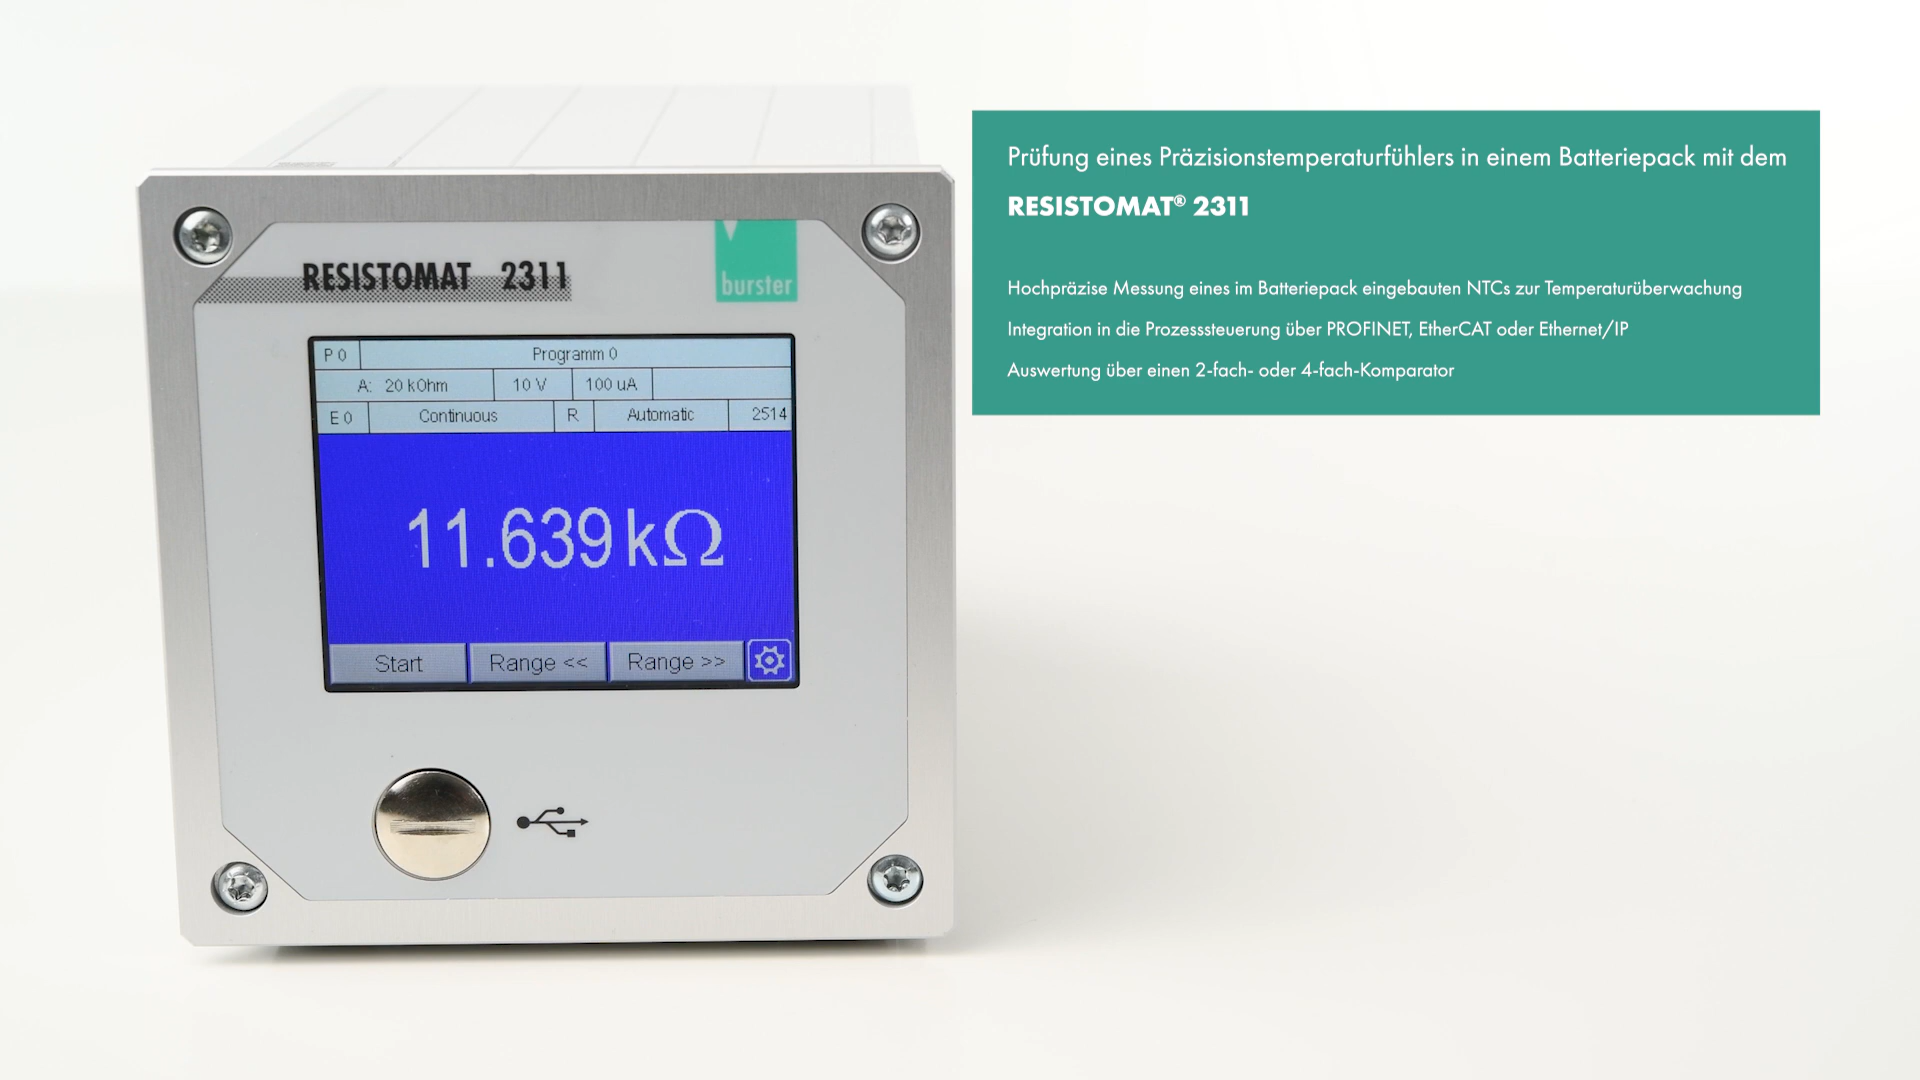 RESISTOMAT 2311
burster
P 0 Programm 0
A: 20 kOhm 10 V 100 uA
E 0 Continuous R Automatic 2514
11.639 kΩ
Start Range << Range >>
Prüfung eines Präzisionstemperaturfühlers in einem Batteriepack mit dem
RESISTOMAT® 2311
Hochpräzise Messung eines im Batteriepack eingebauten NTCs zur Temperaturüberwachung
Integration in die Prozesssteuerung über PROFINET, EtherCAT oder Ethernet/IP
Auswertung über einen 2-fach- oder 4-fach-Komparator